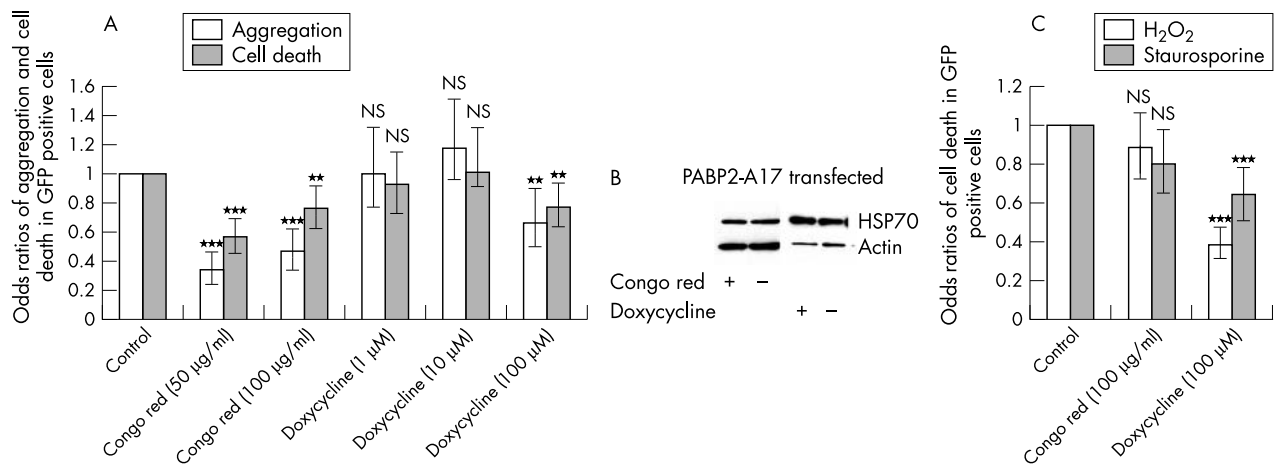 A
Aggregation
Cell death
Odds ratios of aggregation and cell
death in GFP positive cells
1.6
1.4
1.2
1
0.8
0.6
0.4
0.2
0
★★★
★★★
★★★
★★
NS
NS
NS
NS
★★
★★
Control
Congo red (50 µg/ml)
Congo red (100 µg/ml)
Doxycycline (1 µM)
Doxycycline (10 µM)
Doxycycline (100 µM)
B
PABP2-A17 transfected
HSP70
Actin
Congo red + –
Doxycycline + –
C
H₂O₂
Staurosporine
Odds ratios of cell death in GFP
positive cells
1.2
1
0.8
0.6
0.4
0.2
0
NS
NS
★★★
★★★
Control
Congo red (100 µg/ml)
Doxycycline (100 µM)